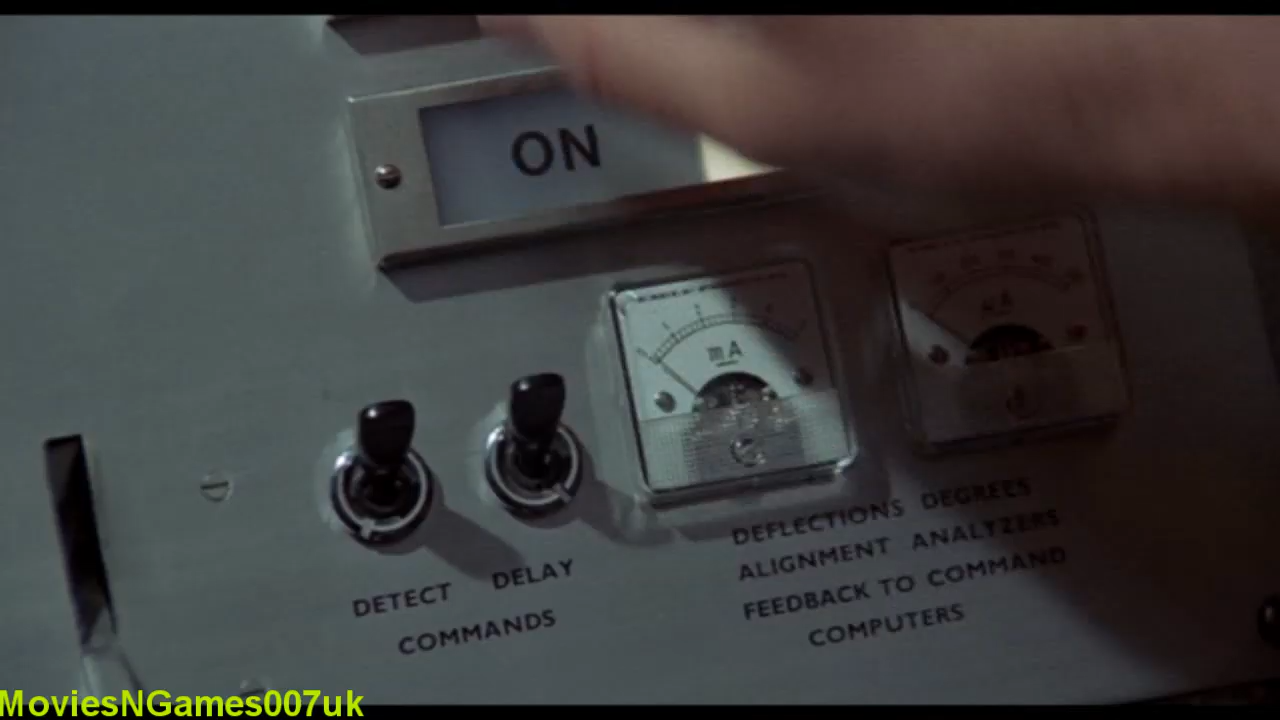 ON
mA
DETECT DELAY
COMMANDS
DEFLECTIONS DEGREES
ALIGNMENT ANALYZERS
FEEDBACK TO COMMAND
COMPUTERS
MoviesNGames007uk